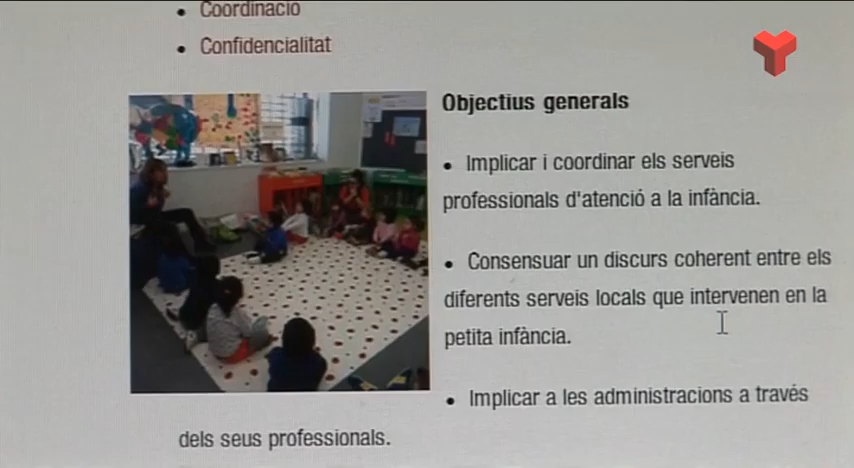 Coordinació
Confidencialitat
Objectius generals
Implicar i coordinar els serveis
professionals d'atenció a la infància.
Consensuar un discurs coherent entre els
diferents serveis locals que intervenen en la
petita infància.
Implicar a les administracions a través
dels seus professionals.